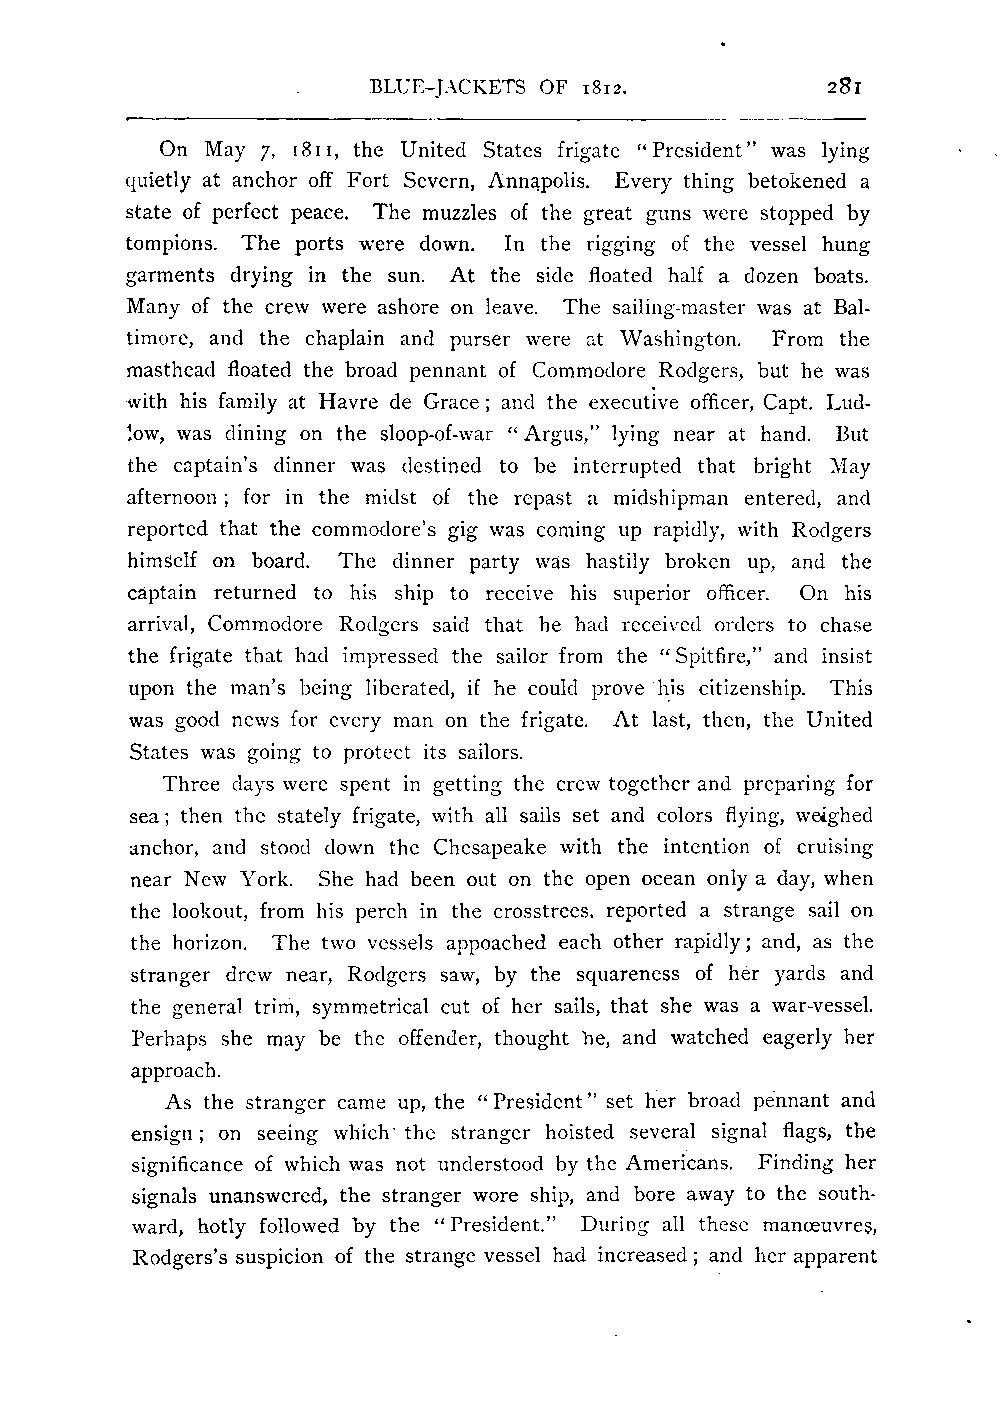 BLUE-JACKETS OF 1812. 281
On May 7, 1811, the United States frigate “President” was lying
quietly at anchor off Fort Severn, Annapolis. Every thing betokened a
state of perfect peace. The muzzles of the great guns were stopped by
tompions. The ports were down. In the rigging of the vessel hung
garments drying in the sun. At the side floated half a dozen boats.
Many of the crew were ashore on leave. The sailing-master was at Bal-
timore, and the chaplain and purser were at Washington. From the
masthead floated the broad pennant of Commodore Rodgers, but he was
with his family at Havre de Grace; and the executive officer, Capt. Lud-
low, was dining on the sloop-of-war “Argus,” lying near at hand. But
the captain's dinner was destined to be interrupted that bright May
afternoon; for in the midst of the repast a midshipman entered, and
reported that the commodore's gig was coming up rapidly, with Rodgers
himself on board. The dinner party was hastily broken up, and the
captain returned to his ship to receive his superior officer. On his
arrival, Commodore Rodgers said that he had received orders to chase
the frigate that had impressed the sailor from the “Spitfire,” and insist
upon the man's being liberated, if he could prove his citizenship. This
was good news for every man on the frigate. At last, then, the United
States was going to protect its sailors.
Three days were spent in getting the crew together and preparing for
sea; then the stately frigate, with all sails set and colors flying, weighed
anchor, and stood down the Chesapeake with the intention of cruising
near New York. She had been out on the open ocean only a day, when
the lookout, from his perch in the crosstrees, reported a strange sail on
the horizon. The two vessels appoached each other rapidly; and, as the
stranger drew near, Rodgers saw, by the squareness of her yards and
the general trim, symmetrical cut of her sails, that she was a war-vessel.
Perhaps she may be the offender, thought he, and watched eagerly her
approach.
As the stranger came up, the “President” set her broad pennant and
ensign; on seeing which the stranger hoisted several signal flags, the
significance of which was not understood by the Americans. Finding her
signals unanswered, the stranger wore ship, and bore away to the south-
ward, hotly followed by the “President.” During all these manœuvres,
Rodgers's suspicion of the strange vessel had increased; and her apparent